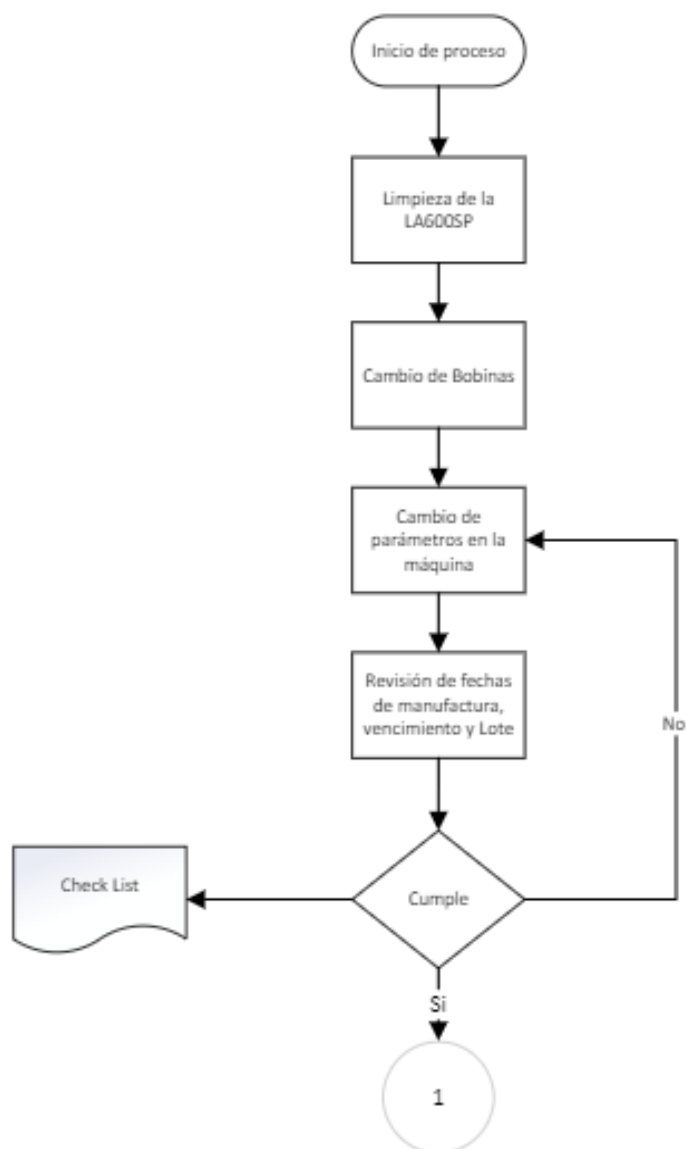 Inicio de proceso
Limpieza de la
LA600SP
Cambio de Bobinas
Cambio de
parámetros en la
máquina
Revisión de fechas
de manufactura,
vencimiento y Lote
No
Check List
Cumple
Si
1